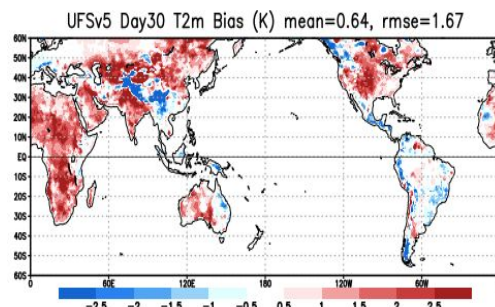 UFSv5 Day30 T2m Bias (K) mean=0.64, rmse=1.67
60N
50N
40N
30N
20N
10N
EQ
10S
20S
30S
40S
50S
60S
0 60E 120E 180 120W 60W 0
-2.5 -2 -1.5 -1 -0.5 0.5 1 1.5 2 2.5